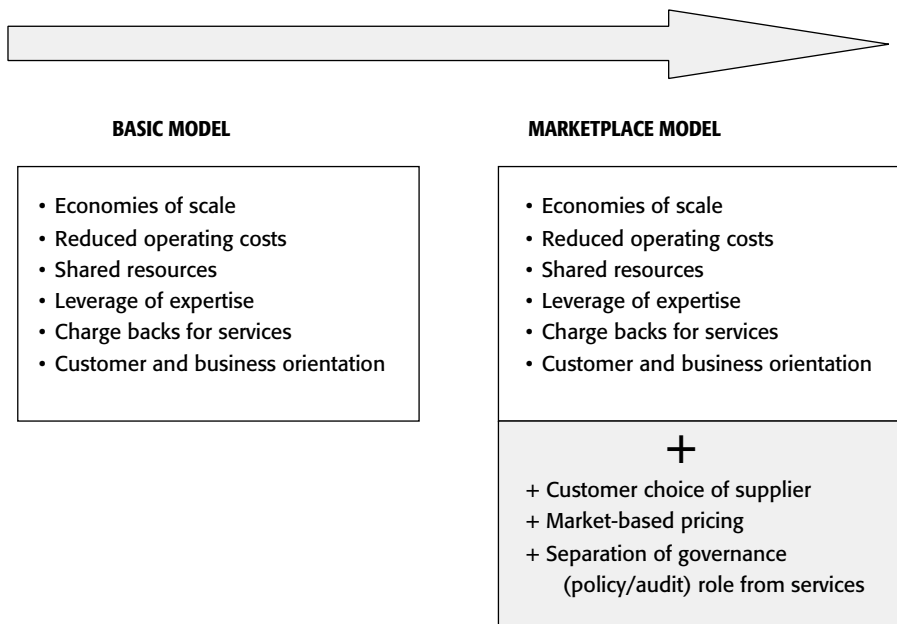 BASIC MODEL
• Economies of scale
• Reduced operating costs
• Shared resources
• Leverage of expertise
• Charge backs for services
• Customer and business orientation
MARKETPLACE MODEL
• Economies of scale
• Reduced operating costs
• Shared resources
• Leverage of expertise
• Charge backs for services
• Customer and business orientation
+
+ Customer choice of supplier
+ Market-based pricing
+ Separation of governance
(policy/audit) role from services